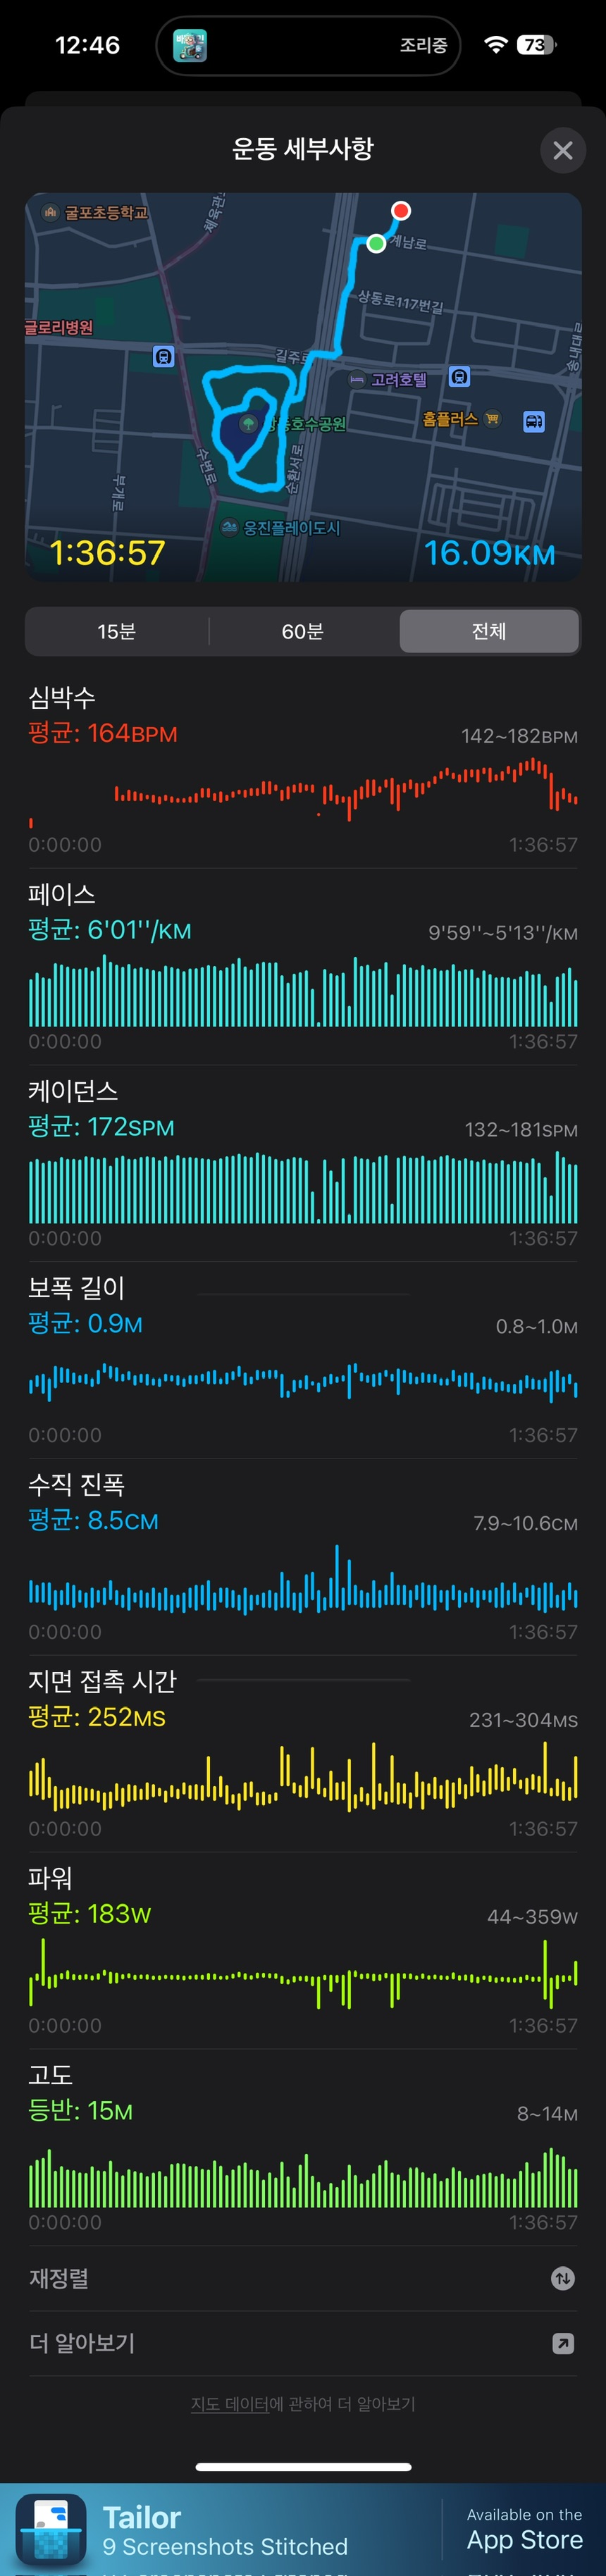 12:46
조리중
73
운동 세부사항
굴포초등학교
계남로
상동로117번길
글로리병원
길주로
고려호텔
홈플러스
수변로
순환서로
부개로
웅진플레이도시
1:36:57
16.09KM
15분
60분
전체
심박수
평균: 164BPM
142~182BPM
0:00:00
1:36:57
페이스
평균: 6'01''/KM
9'59''~5'13''/KM
0:00:00
1:36:57
케이던스
평균: 172SPM
132~181SPM
0:00:00
1:36:57
보폭 길이
평균: 0.9M
0.8~1.0M
0:00:00
1:36:57
수직 진폭
평균: 8.5CM
7.9~10.6CM
0:00:00
1:36:57
지면 접촉 시간
평균: 252MS
231~304MS
0:00:00
1:36:57
파워
평균: 183W
44~359W
0:00:00
1:36:57
고도
등반: 15M
8~14M
0:00:00
1:36:57
재정렬
더 알아보기
지도 데이터에 관하여 더 알아보기
Tailor
9 Screenshots Stitched
Available on the
App Store